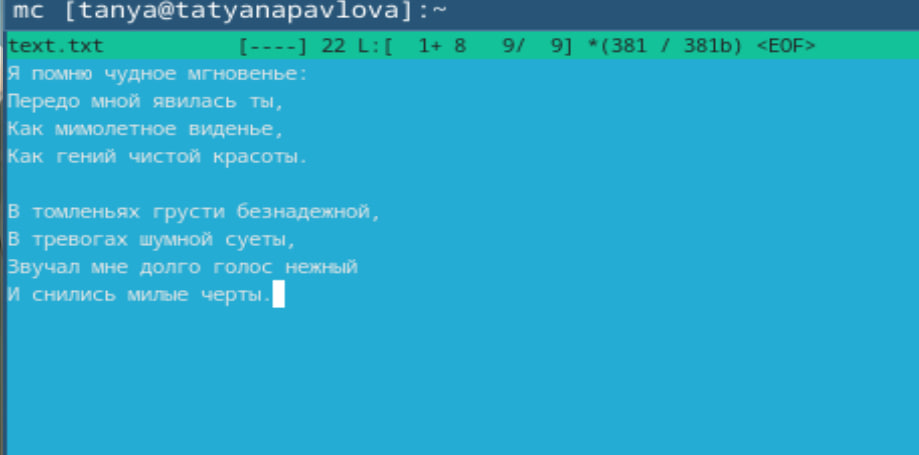 mc [tanya@tatyanapavlova]:~
text.txt [----] 22 L:[ 1+ 8 9/ 9] *(381 / 381b) <EOF>
Я помню чудное мгновенье:
Передо мной явилась ты,
Как мимолетное виденье,
Как гений чистой красоты.

В томленьях грусти безнадежной,
В тревогах шумной суеты,
Звучал мне долго голос нежный
И снились милые черты.